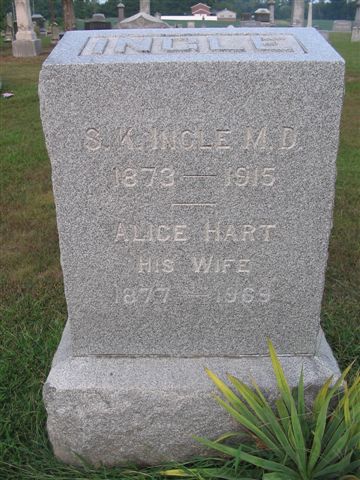 INGLE
S. K. INGLE M. D.
1873 — 1915
ALICE HART
HIS WIFE
1877 — 1969